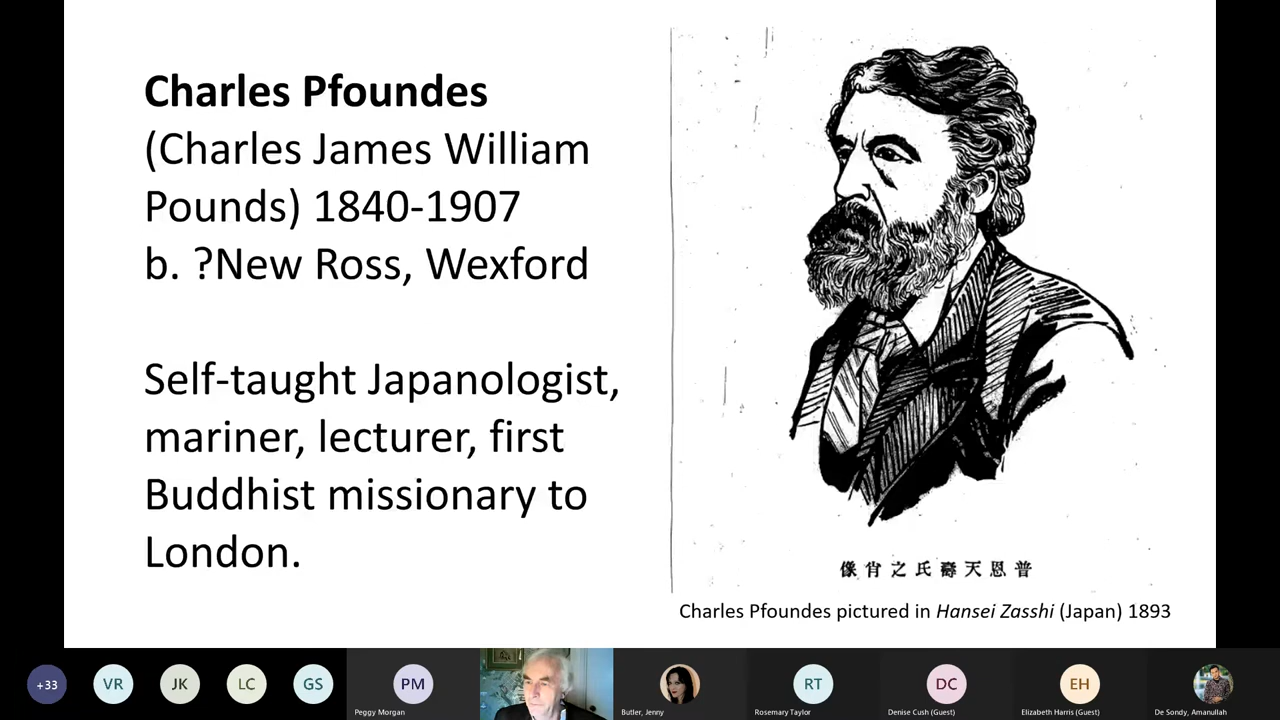 Charles Pfoundes
(Charles James William
Pounds) 1840-1907
b. ?New Ross, Wexford
Self-taught Japanologist,
mariner, lecturer, first
Buddhist missionary to
London.
像肖之氏壽天恩普
Charles Pfoundes pictured in Hansei Zasshi (Japan) 1893
+33 VR JK LC GS PM RT DC EH
Peggy Morgan Butler, Jenny Rosemary Taylor Denise Cush (Guest) Elizabeth Harris (Guest) De Sondy, Amanullah